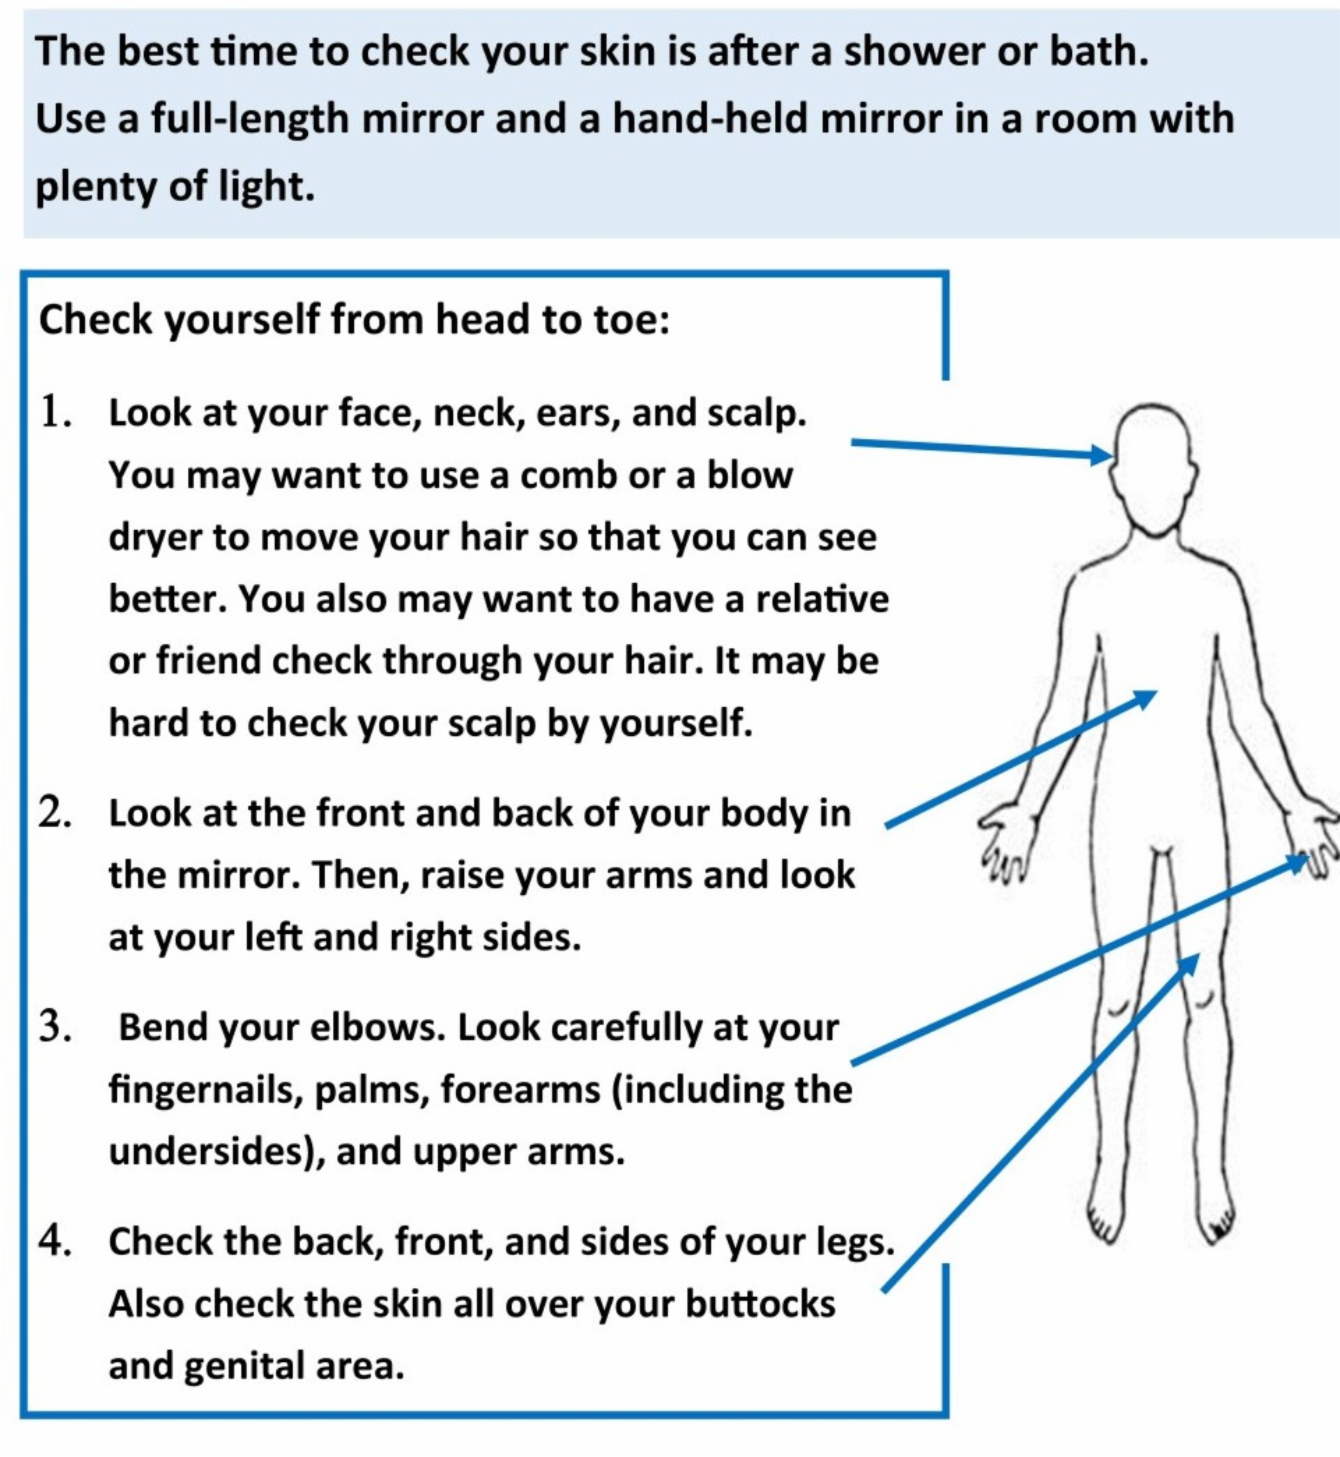 The best time to check your skin is after a shower or bath.
Use a full-length mirror and a hand-held mirror in a room with
plenty of light.
Check yourself from head to toe:
1. Look at your face, neck, ears, and scalp.
You may want to use a comb or a blow
dryer to move your hair so that you can see
better. You also may want to have a relative
or friend check through your hair. It may be
hard to check your scalp by yourself.
2. Look at the front and back of your body in
the mirror. Then, raise your arms and look
at your left and right sides.
3. Bend your elbows. Look carefully at your
fingernails, palms, forearms (including the
undersides), and upper arms.
4. Check the back, front, and sides of your legs.
Also check the skin all over your buttocks
and genital area.